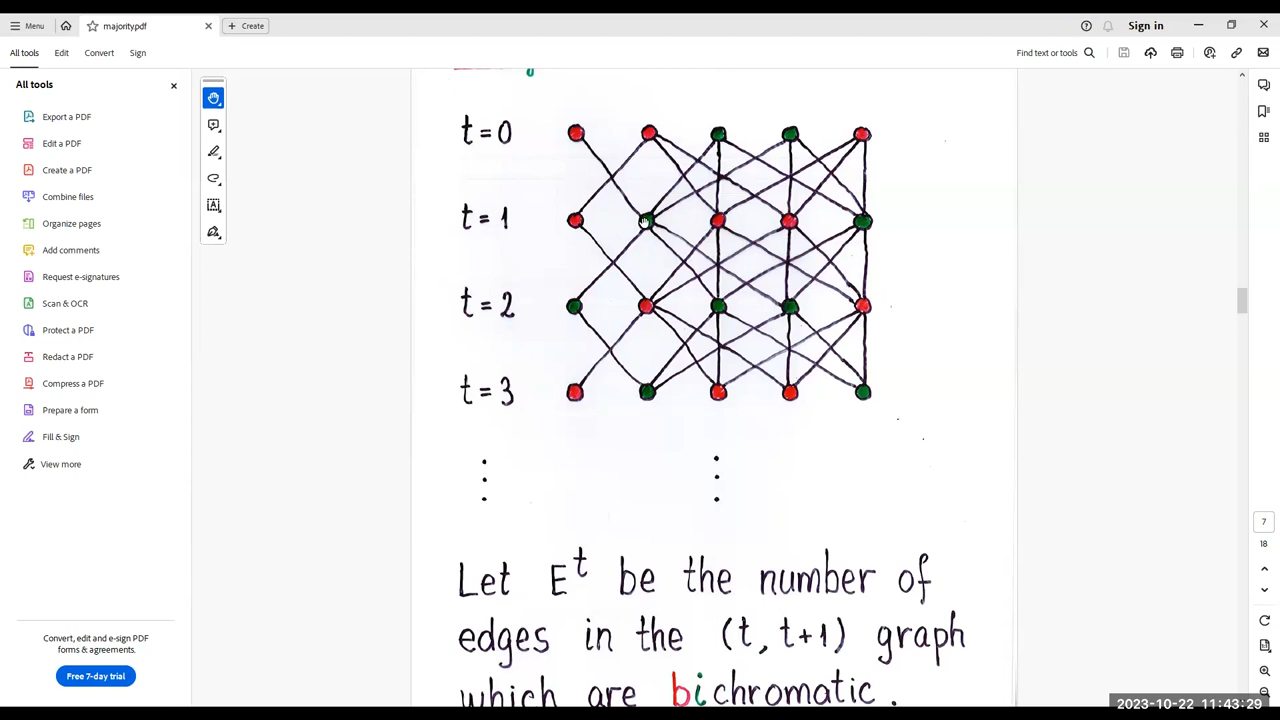 Menu
majoritypdf
Create
Sign in
All tools
Edit
Convert
Sign
Find text or tools
All tools
Export a PDF
Edit a PDF
Create a PDF
Combine files
Organize pages
Add comments
Request e-signatures
Scan & OCR
Protect a PDF
Redact a PDF
Compress a PDF
Prepare a form
Fill & Sign
View more
Convert, edit and e-sign PDF
forms & agreements.
Free 7-day trial
t = 0
t = 1
t = 2
t = 3
Let E^t be the number of
edges in the (t, t+1) graph
which are bichromatic.
7
18
2023-10-22 11:43:29